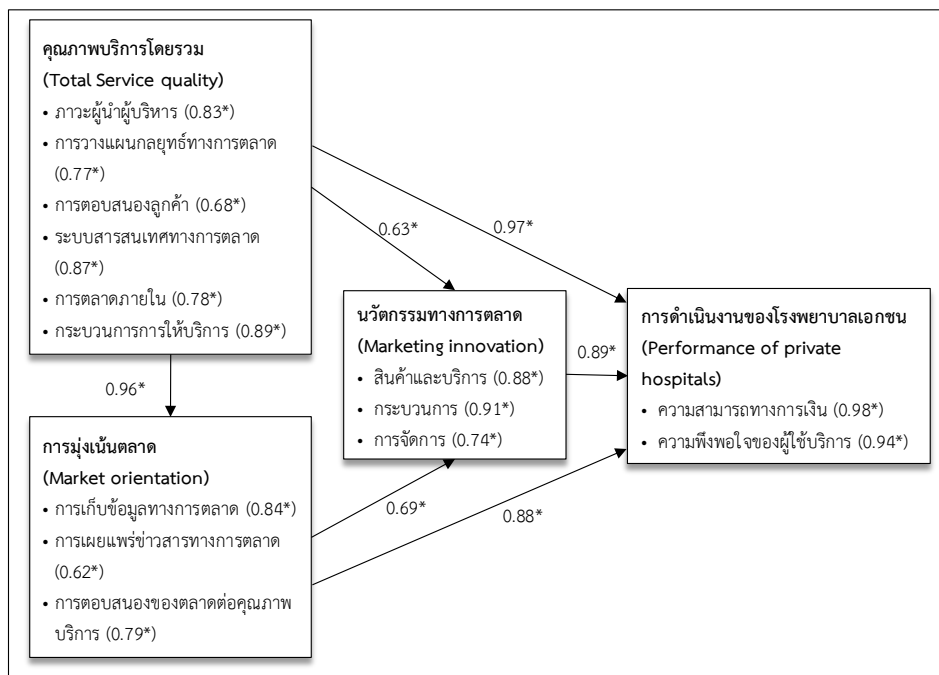 คุณภาพบริการโดยรวม
(Total Service quality)
• ภาวะผู้นำผู้บริหาร (0.83*)
• การวางแผนกลยุทธ์ทางการตลาด
(0.77*)
• การตอบสนองลูกค้า (0.68*)
• ระบบสารสนเทศทางการตลาด
(0.87*)
• การตลาดภายใน (0.78*)
• กระบวนการการให้บริการ (0.89*)
0.63*
0.97*
0.96*
นวัตกรรมทางการตลาด
(Marketing innovation)
• สินค้าและบริการ (0.88*)
• กระบวนการ (0.91*)
• การจัดการ (0.74*)
0.89*
การดำเนินงานของโรงพยาบาลเอกชน
(Performance of private
hospitals)
• ความสามารถทางการเงิน (0.98*)
• ความพึงพอใจของผู้ใช้บริการ (0.94*)
การมุ่งเน้นตลาด
(Market orientation)
• การเก็บข้อมูลทางการตลาด (0.84*)
• การเผยแพร่ข่าวสารทางการตลาด
(0.62*)
• การตอบสนองของตลาดต่อคุณภาพ
บริการ (0.79*)
0.69*
0.88*